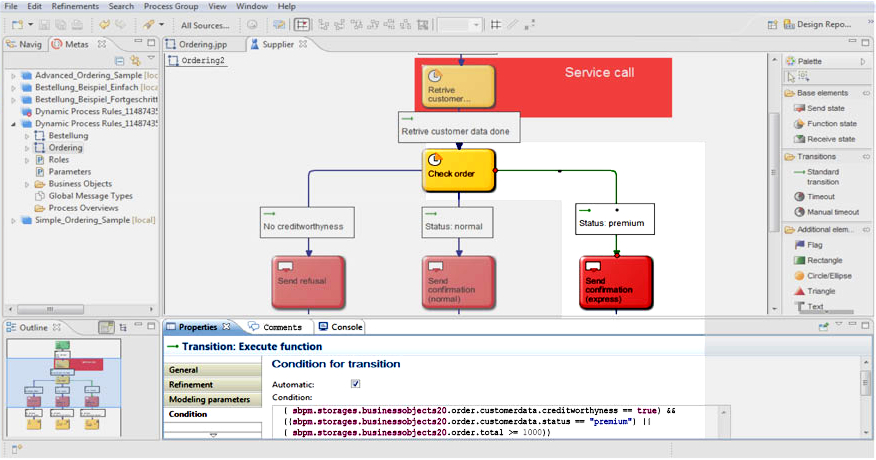 File Edit Refinements Search Process Group View Window Help
All Sources... Design Repo...
Navig Metas
Advanced_Ordering_Sample [loc
Bestellung_Beispiel_Einfach [loca
Bestellung_Beispiel_Fortgeschritt
Dynamic Process Rules_11487435
Dynamic Process Rules_11487435
Bestellung
Ordering
Roles
Parameters
Business Objects
Global Message Types
Process Overviews
Simple_Ordering_Sample [local]
Ordering.jpp Supplier
Ordering2
Service call
Retrive
customer...
Retrive customer data done
Check order
No creditworthyness
Status: normal
Status: premium
Send refusal
Send
confirmation
(normal)
Send
confirmation
(express)
Palette
Base elements
Send state
Function state
Receive state
Transitions
Standard
transition
Timeout
Manual timeout
Additional elem...
Flag
Rectangle
Circle/Ellipse
Triangle
Text
Outline
Properties Comments Console
Transition: Execute function
General
Refinement
Modeling parameters
Condition
Condition for transition
Automatic:
Condition:
( sbpm.storages.businessobjects20.order.customerdata.creditworthyness == true) &&
((sbpm.storages.businessobjects20.order.customerdata.status == "premium") ||
( sbpm.storages.businessobjects20.order.total >= 1000))